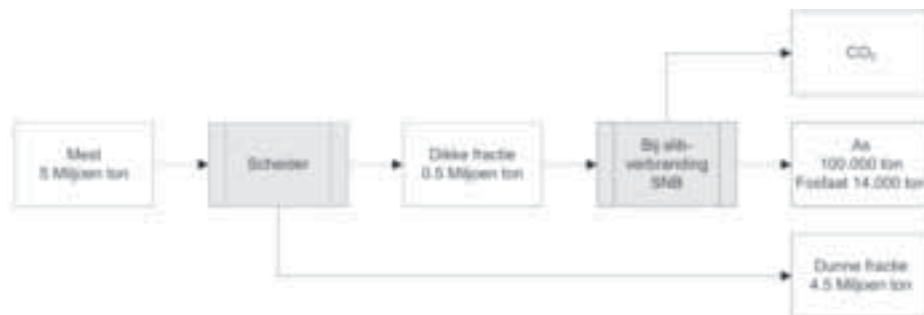 CO₂
Mest
5 Miljoen ton
Scheider
Dikke fractie
0.5 Miljoen ton
Bij slib-
verbranding
SNB
As
100.000 ton
Fosfaat 14.000 ton
Dunne fractie
4.5 Miljoen ton